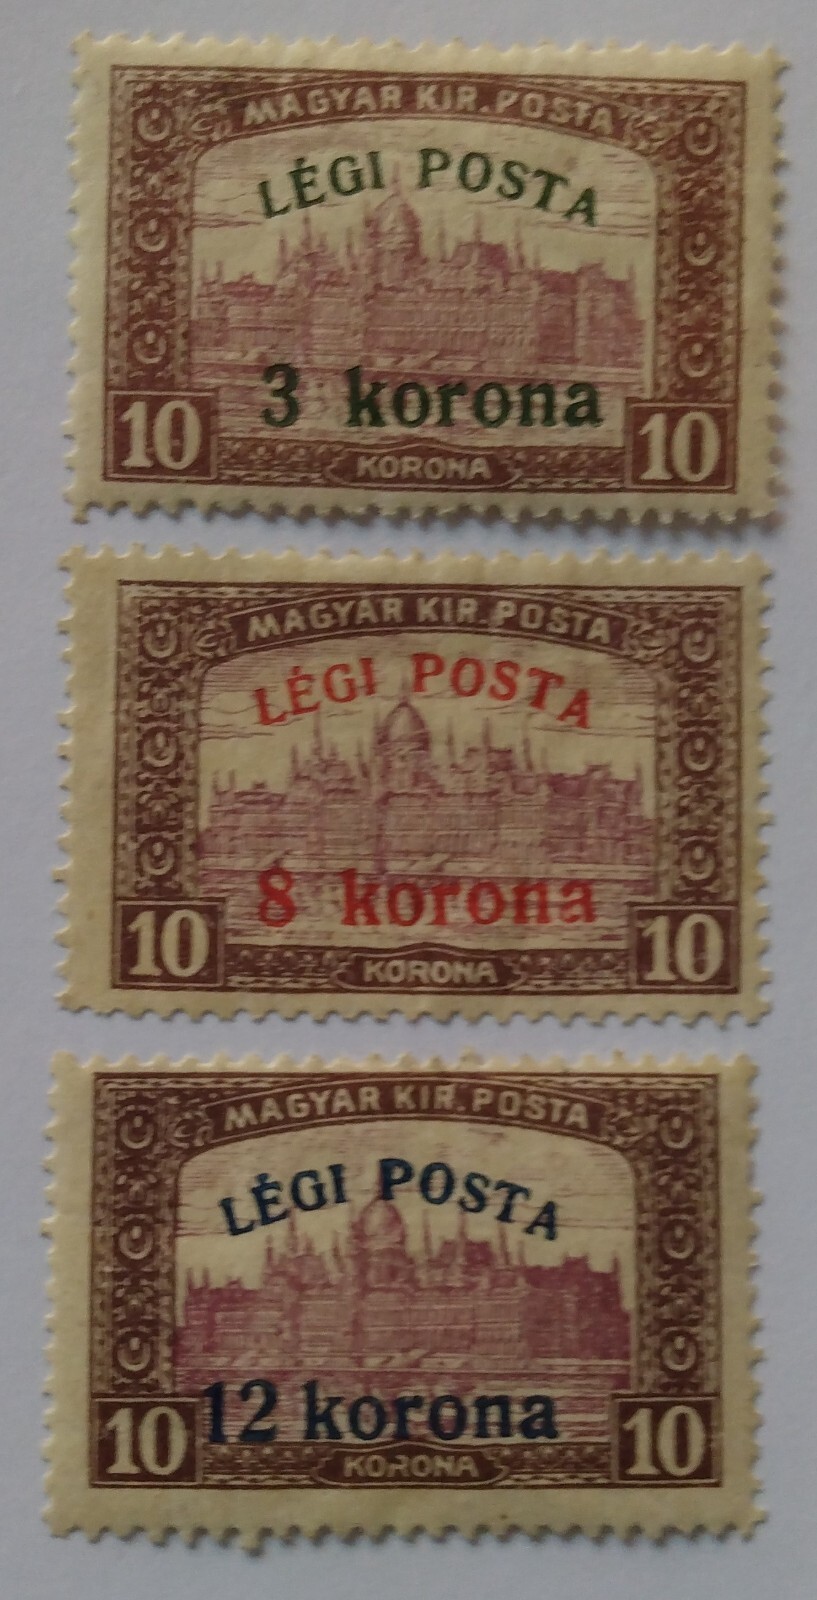 MAGYAR KIR. POSTA
LÉGI POSTA
3 korona
10 10
KORONA
MAGYAR KIR. POSTA
LÉGI POSTA
8 korona
10 10
KORONA
MAGYAR KIR. POSTA
LÉGI POSTA
12 korona
10 10
KORONA